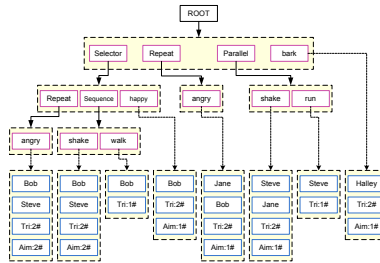 ROOT
Selector Repeat Parallel bark
Repeat Sequence happy angry shake run
angry shake walk
Bob Bob Bob Bob Jane Steve Steve Halley
Steve Steve Tri:1# Tri:2# Bob Jane Tri:1# Tri:2#
Tri:2# Tri:2# Aim:1# Tri:2# Tri:2# Aim:1#
Aim:2# Aim:2# Aim:1# Aim:2#